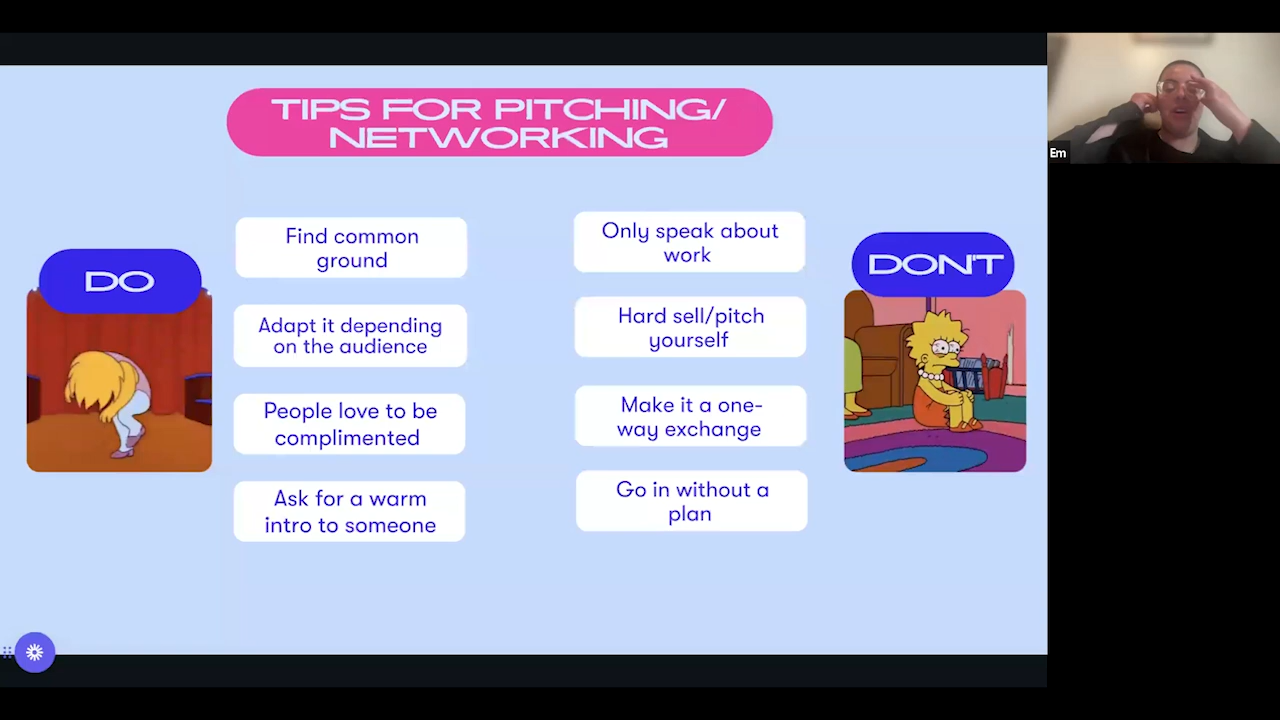 TIPS FOR PITCHING/
NETWORKING
DO
Find common
ground
Adapt it depending
on the audience
People love to be
complimented
Ask for a warm
intro to someone
DON'T
Only speak about
work
Hard sell/pitch
yourself
Make it a one-
way exchange
Go in without a
plan
Em